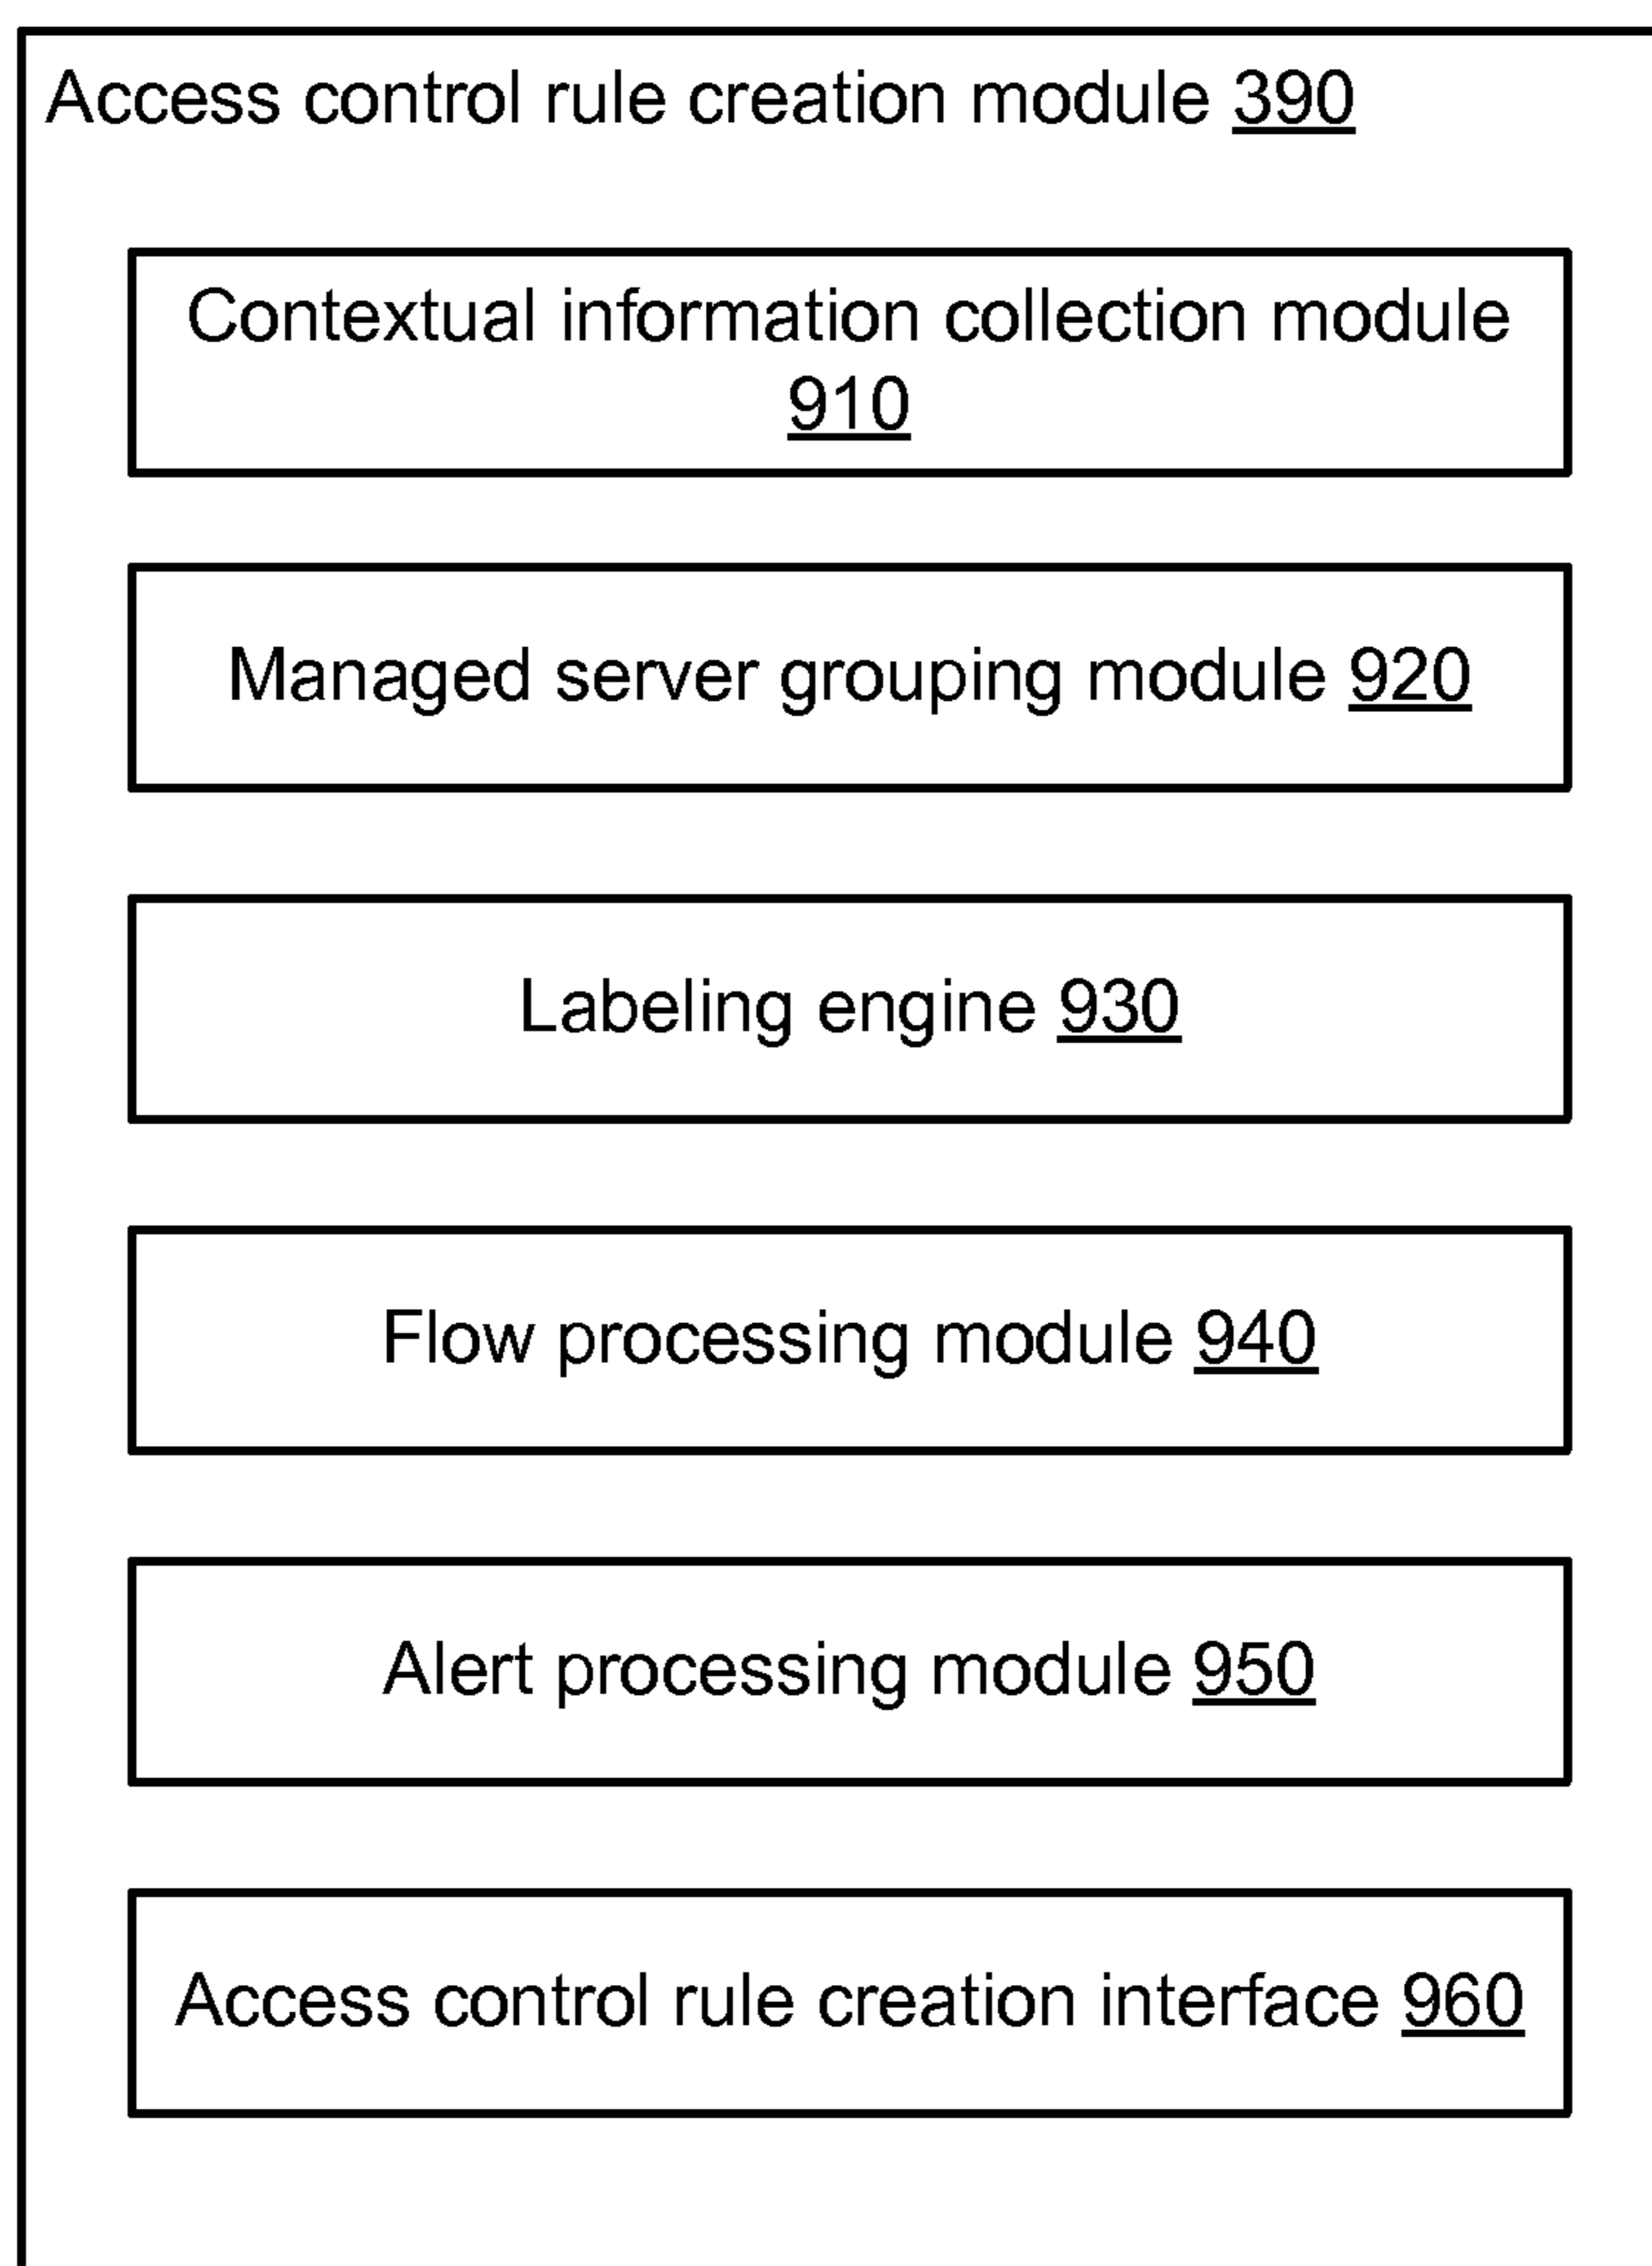 Access control rule creation module 390
Contextual information collection module
910
Managed server grouping module 920
Labeling engine 930
Flow processing module 940
Alert processing module 950
Access control rule creation interface 960